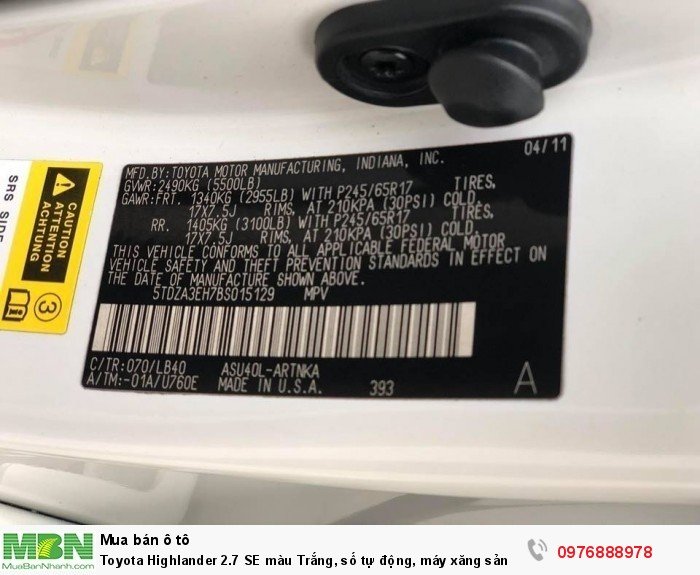 04/11
MFD. BY: TOYOTA MOTOR MANUFACTURING, INDIANA, INC.
GVWR: 2490KG (5500LB)
GAWR: FRT. 1340KG (2955LB) WITH P245/65R17 TIRES,
17X7.5J RIMS, AT 210KPA (30PSI) COLD
RR. 1405KG (3100LB) WITH P245/65R17 TIRES,
17X7.5J RIMS, AT 210KPA (30PSI) COLD
THIS VEHICLE CONFORMS TO ALL APPLICABLE FEDERAL MOTOR
VEHICLE SAFETY AND THEFT PREVENTION STANDARDS IN EFFECT ON
THE DATE OF MANUFACTURE SHOWN ABOVE.
5TDZA3EH7BS015129 MPV
C/TR: 070/LB40 ASU40L-ARTNKA
A/TM: -01A/U760E MADE IN U.S.A. 393 A
SRS SIDE
CAUTION
ATTENTION
ACHTUNG
3
MBN
MuaBanNhanh.com
Mua bán ô tô
Toyota Highlander 2.7 SE màu Trắng, số tự động, máy xăng sản
0976888978